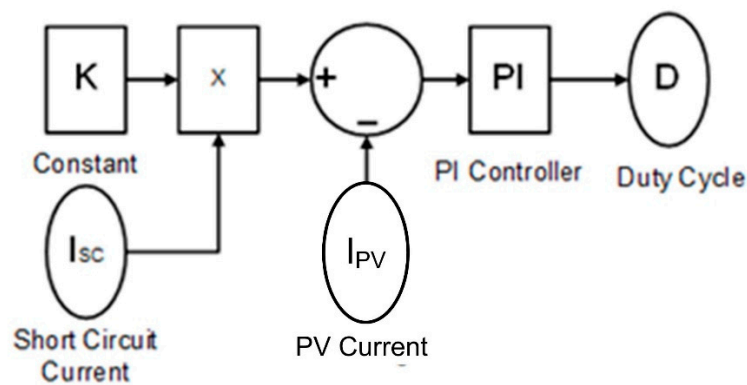 K
x
+
−
PI
D
Constant
PI Controller
Duty Cycle
ISC
IPV
Short Circuit
Current
PV Current